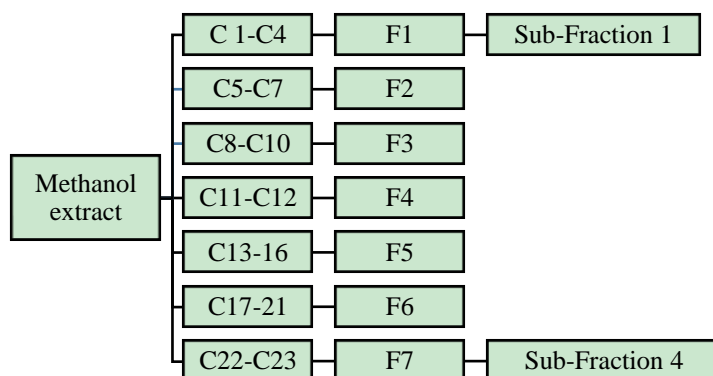 C 1-C4 F1 Sub-Fraction 1
C5-C7 F2
C8-C10 F3
Methanol
extract
C11-C12 F4
C13-16 F5
C17-21 F6
C22-C23 F7 Sub-Fraction 4